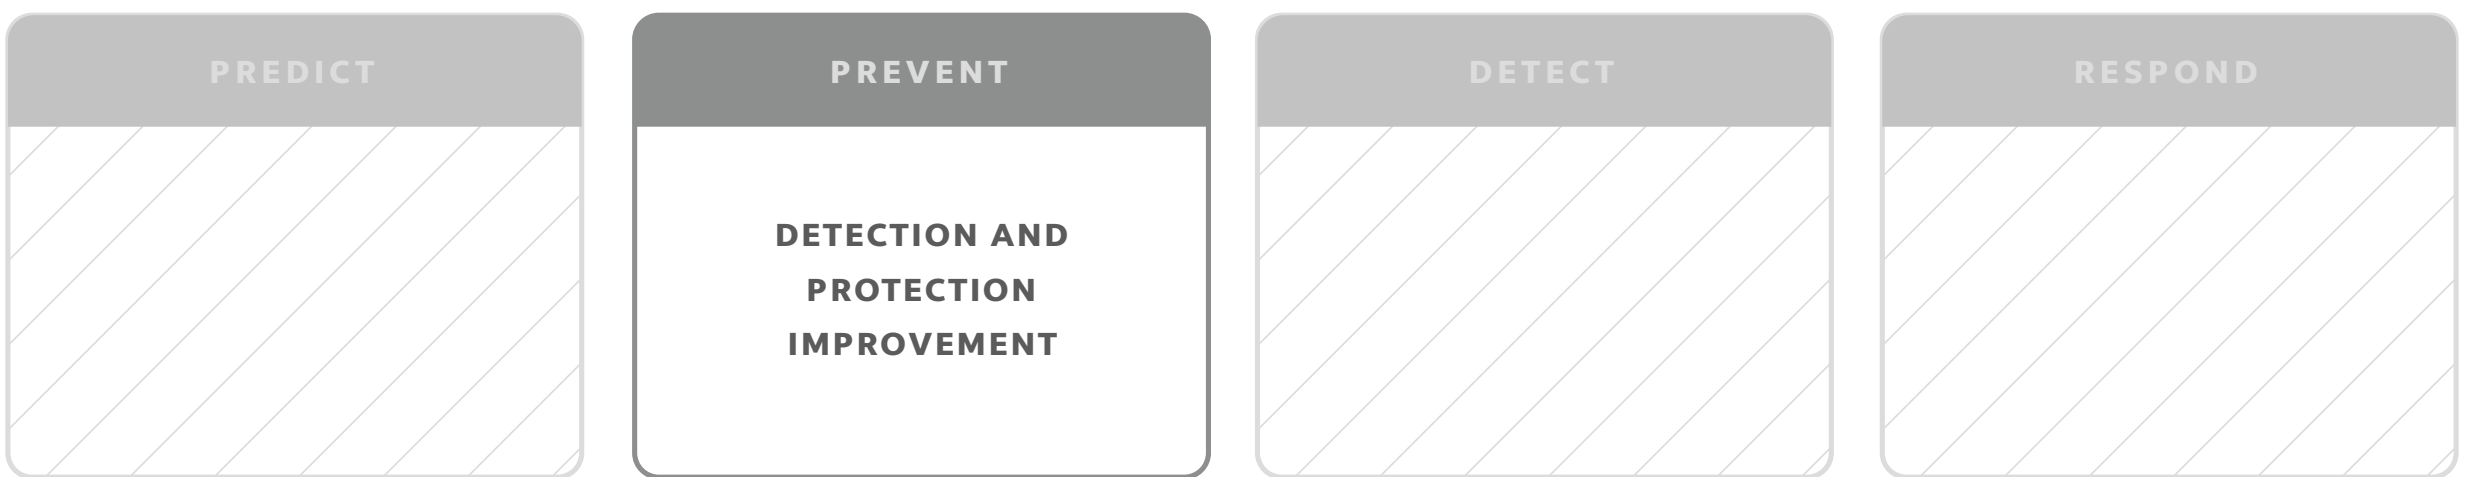 PREDICT
PREVENT
DETECT
RESPOND
DETECTION AND
PROTECTION
IMPROVEMENT